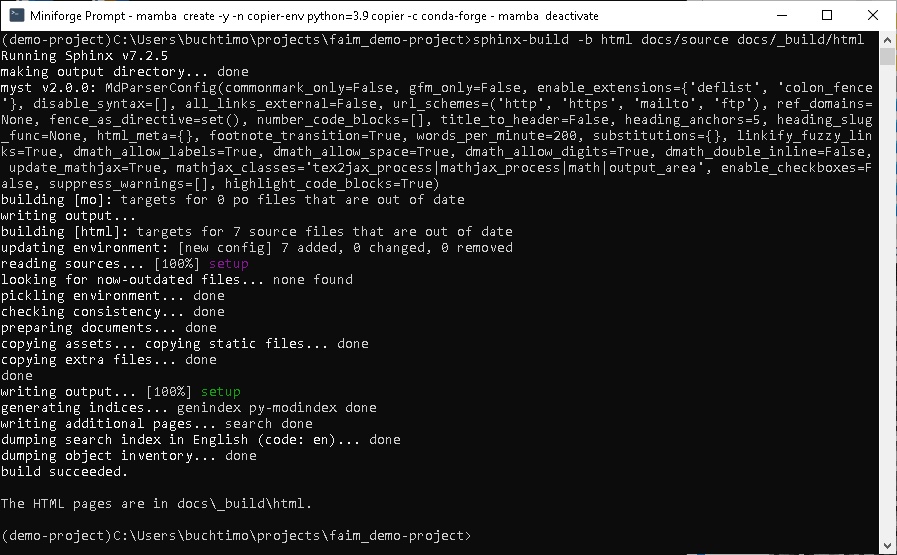 Miniforge Prompt - mamba  create -y -n copier-env python=3.9 copier -c conda-forge - mamba  deactivate
(demo-project)C:\Users\buchtimo\projects\faim_demo-project>sphinx-build -b html docs/source docs/_build/html
Running Sphinx v7.2.5
making output directory... done
myst v2.0.0: MdParserConfig(commonmark_only=False, gfm_only=False, enable_extensions={'deflist', 'colon_fence
'}, disable_syntax=[], all_links_external=False, url_schemes=('http', 'https', 'mailto', 'ftp'), ref_domains=
None, fence_as_directive=set(), number_code_blocks=[], title_to_header=False, heading_anchors=5, heading_slug
_func=None, html_meta={}, footnote_transition=True, words_per_minute=200, substitutions={}, linkify_fuzzy_lin
ks=True, dmath_allow_labels=True, dmath_allow_space=True, dmath_allow_digits=True, dmath_double_inline=False,
 update_mathjax=True, mathjax_classes='tex2jax_process|mathjax_process|math|output_area', enable_checkboxes=F
alse, suppress_warnings=[], highlight_code_blocks=True)
building [mo]: targets for 0 po files that are out of date
writing output...
building [html]: targets for 7 source files that are out of date
updating environment: [new config] 7 added, 0 changed, 0 removed
reading sources... [100%] setup
looking for now-outdated files... none found
pickling environment... done
checking consistency... done
preparing documents... done
copying assets... copying static files... done
copying extra files... done
done
writing output... [100%] setup
generating indices... genindex py-modindex done
writing additional pages... search done
dumping search index in English (code: en)... done
dumping object inventory... done
build succeeded.

The HTML pages are in docs\_build\html.

(demo-project)C:\Users\buchtimo\projects\faim_demo-project>